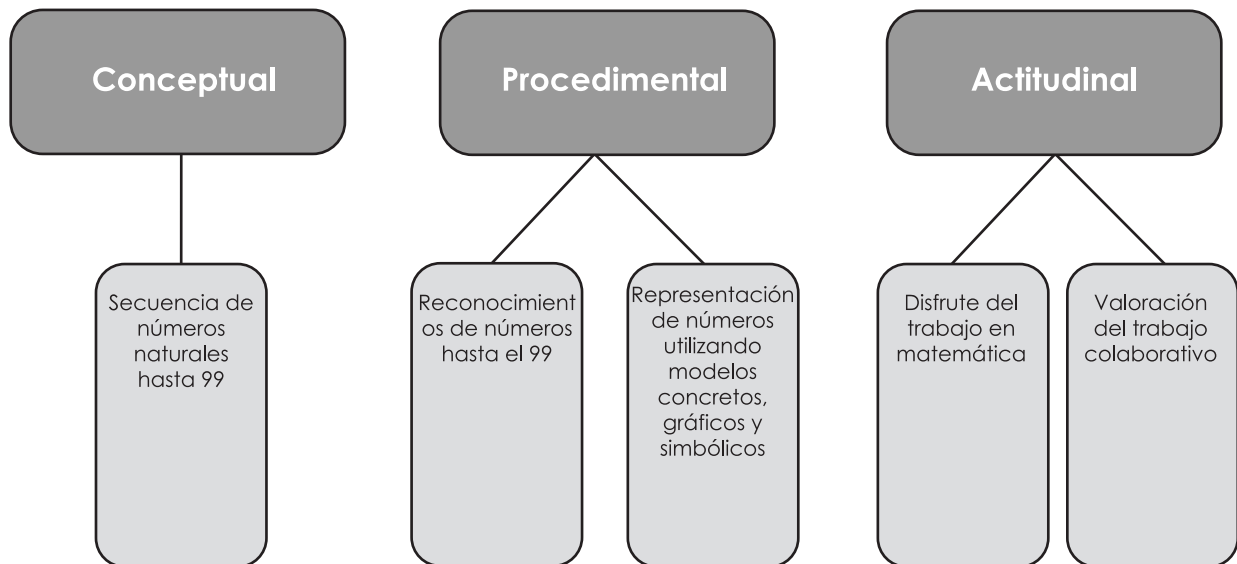 Conceptual
Procedimental
Actitudinal
Secuencia de
números
naturales
hasta 99
Reconocimient
os de números
hasta el 99
Representación
de números
utilizando
modelos
concretos,
gráficos y
simbólicos
Disfrute del
trabajo en
matemática
Valoración
del trabajo
colaborativo